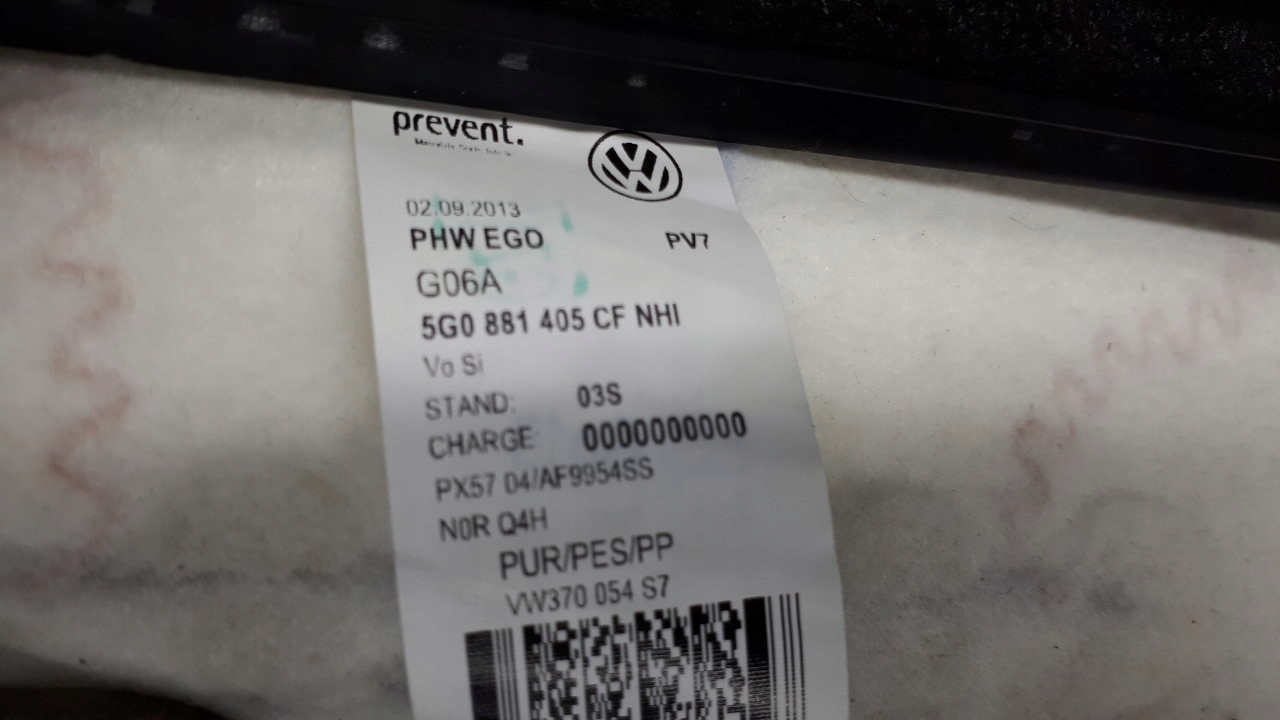 prevent.
02.09.2013
PHW EGO PV7
G06A
5G0 881 405 CF NHI
Vo Si
STAND: 03S
CHARGE: 0000000000
PX57 04/AF9954SS
N0R Q4H
PUR/PES/PP
VW370 054 S7